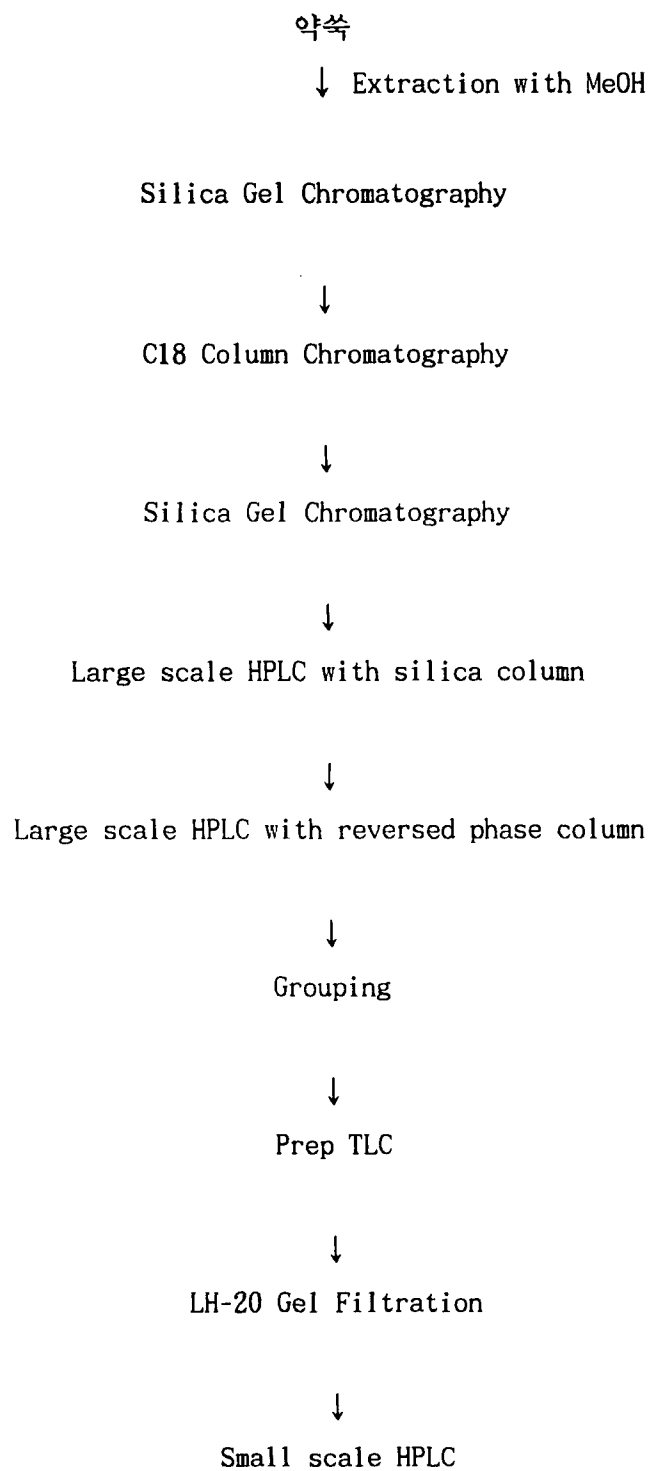 약쑥
↓ Extraction with MeOH
Silica Gel Chromatography
↓
C18 Column Chromatography
↓
Silica Gel Chromatography
↓
Large scale HPLC with silica column
↓
Large scale HPLC with reversed phase column
↓
Grouping
↓
Prep TLC
↓
LH-20 Gel Filtration
↓
Small scale HPLC